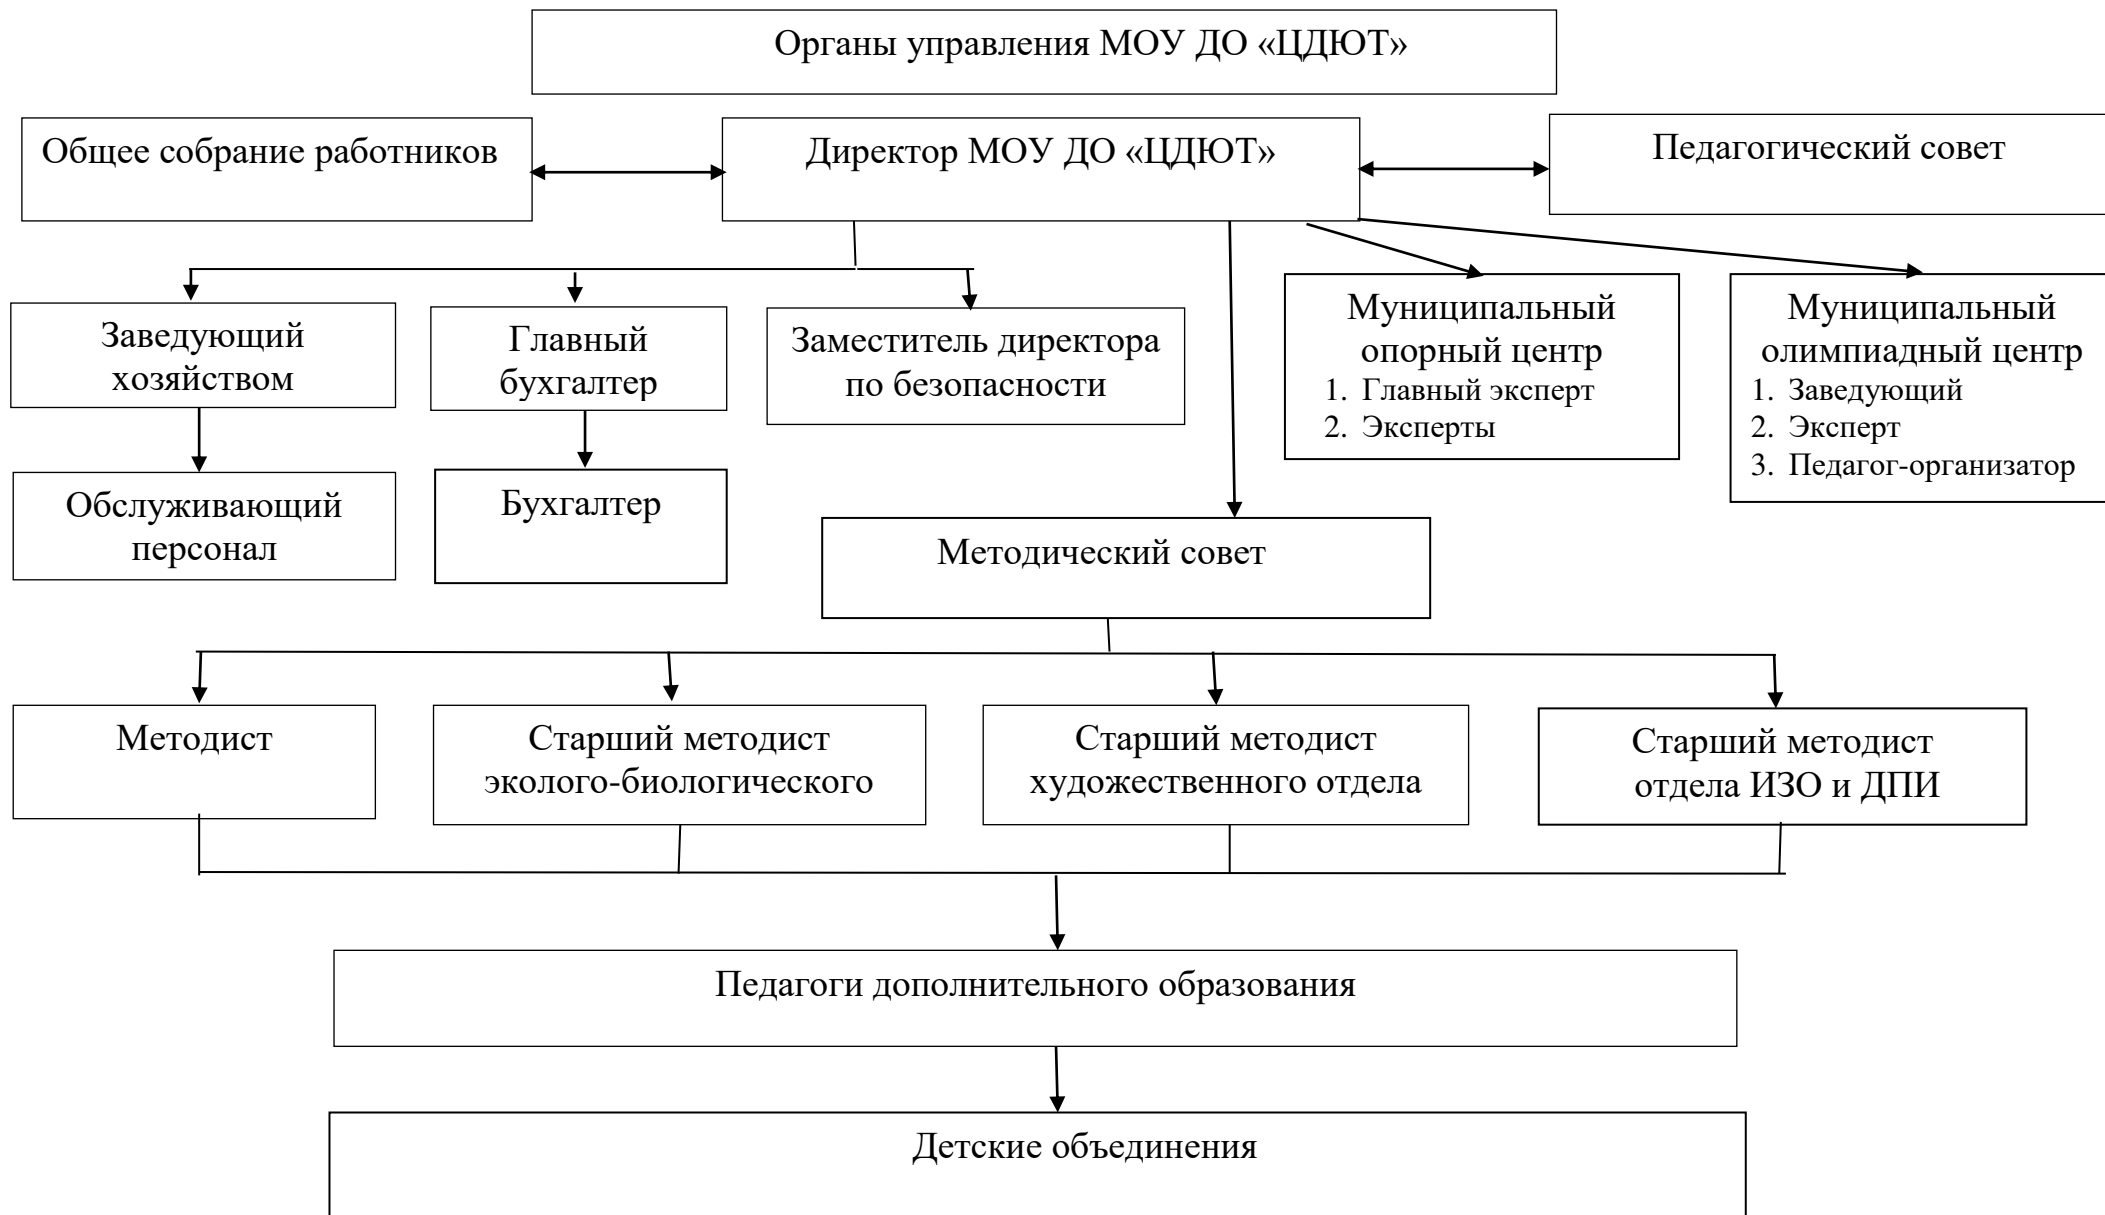 Органы управления МОУ ДО «ЦДЮТ»
Общее собрание работников
Директор МОУ ДО «ЦДЮТ»
Педагогический совет
Заведующий
хозяйством
Главный
бухгалтер
Заместитель директора
по безопасности
Муниципальный
опорный центр
1. Главный эксперт
2. Эксперты
Муниципальный
олимпиадный центр
1. Заведующий
2. Эксперт
3. Педагог-организатор
Обслуживающий
персонал
Бухгалтер
Методический совет
Методист
Старший методист
эколого-биологического
Старший методист
художественного отдела
Старший методист
отдела ИЗО и ДПИ
Педагоги дополнительного образования
Детские объединения